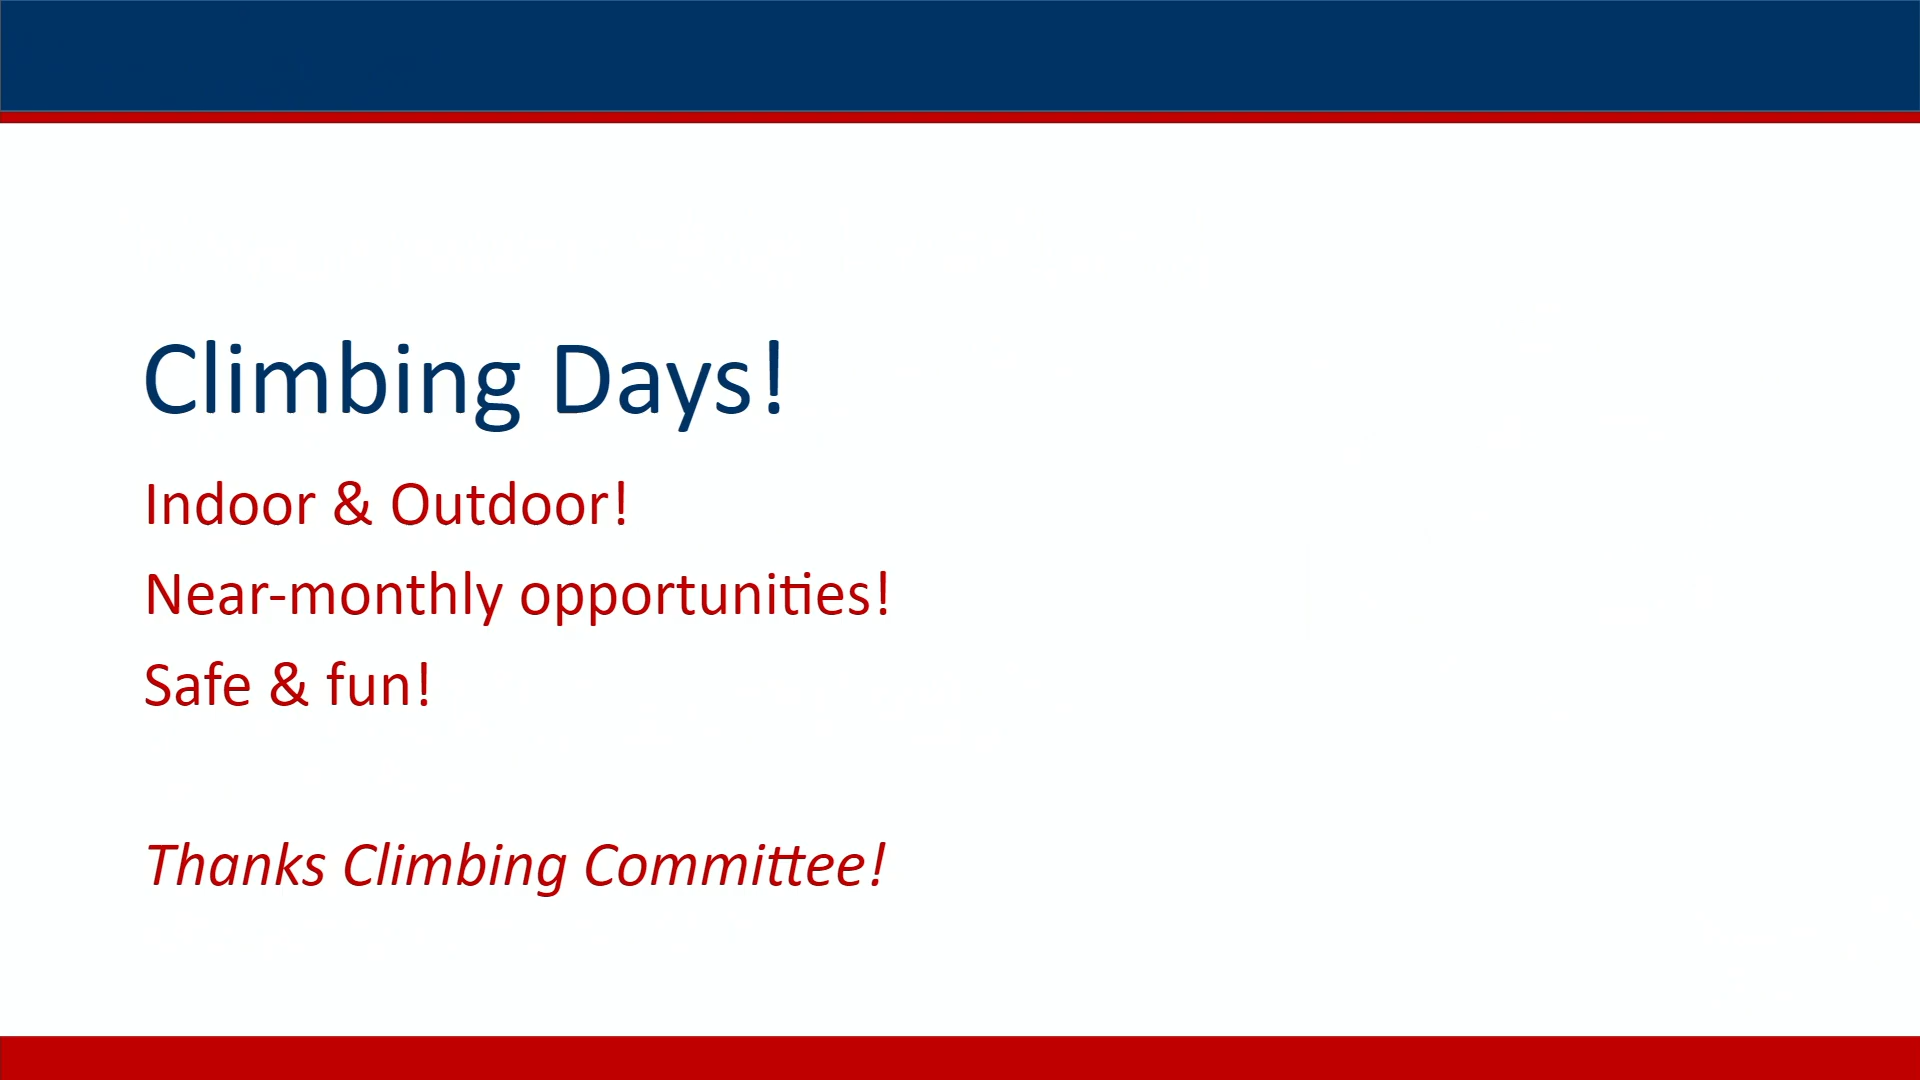 Climbing Days!
Indoor & Outdoor!
Near-monthly opportunities!
Safe & fun!
Thanks Climbing Committee!